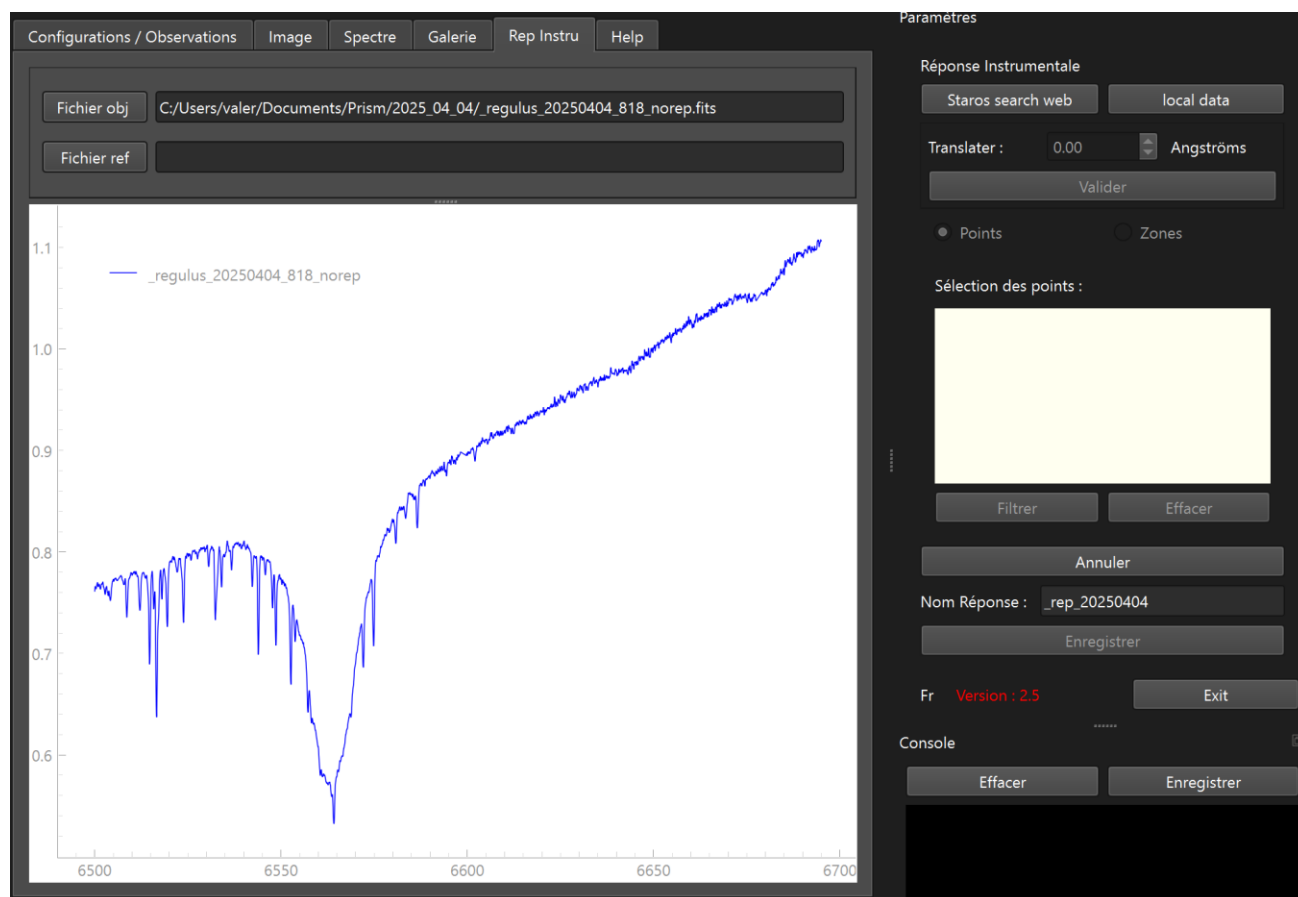 Configurations / Observations Image Spectre Galerie Rep Instru Help
Fichier obj C:/Users/valer/Documents/Prism/2025_04_04/_regulus_20250404_818_norep.fits
Fichier ref
_regulus_20250404_818_norep
1.1
1.0
0.9
0.8
0.7
0.6
6500 6550 6600 6650 6700
Paramètres
Réponse Instrumentale
Staros search web local data
Translater : 0.00 Angströms
Valider
Points Zones
Sélection des points :
Filtrer Effacer
Annuler
Nom Réponse : _rep_20250404
Enregistrer
Fr Version : 2.5 Exit
Console
Effacer Enregistrer